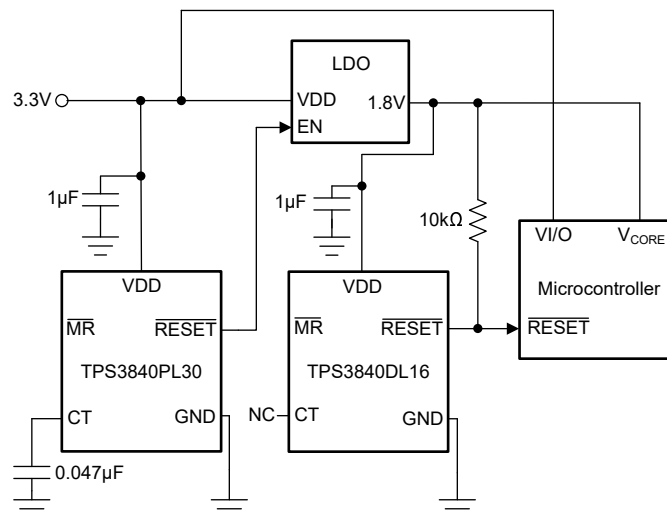 LDO
3.3V
VDD
1.8V
EN
1µF
1µF
10kΩ
VI/O
VCORE
VDD
VDD
Microcontroller
MR
RESET
MR
RESET
RESET
TPS3840PL30
TPS3840DL16
CT
GND
NC
CT
GND
0.047µF